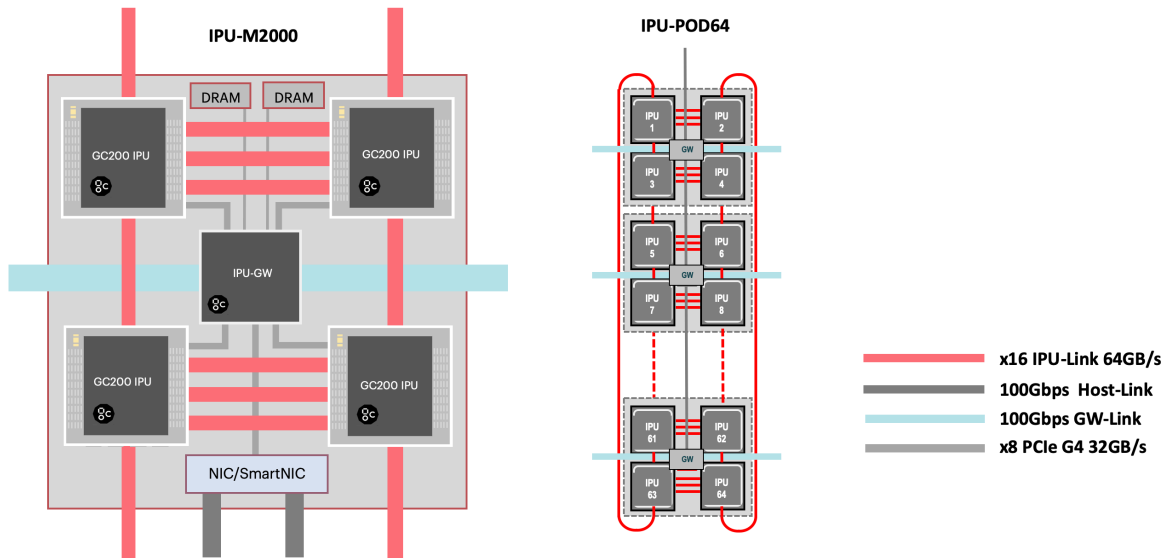 IPU-M2000
DRAM
DRAM
GC200 IPU
GC200 IPU
IPU-GW
GC200 IPU
GC200 IPU
NIC/SmartNIC
IPU-POD64
IPU
1
IPU
2
GW
IPU
3
IPU
4
IPU
5
IPU
6
GW
IPU
7
IPU
8
IPU
61
IPU
62
GW
IPU
63
IPU
64
x16 IPU-Link 64GB/s
100Gbps Host-Link
100Gbps GW-Link
x8 PCIe G4 32GB/s